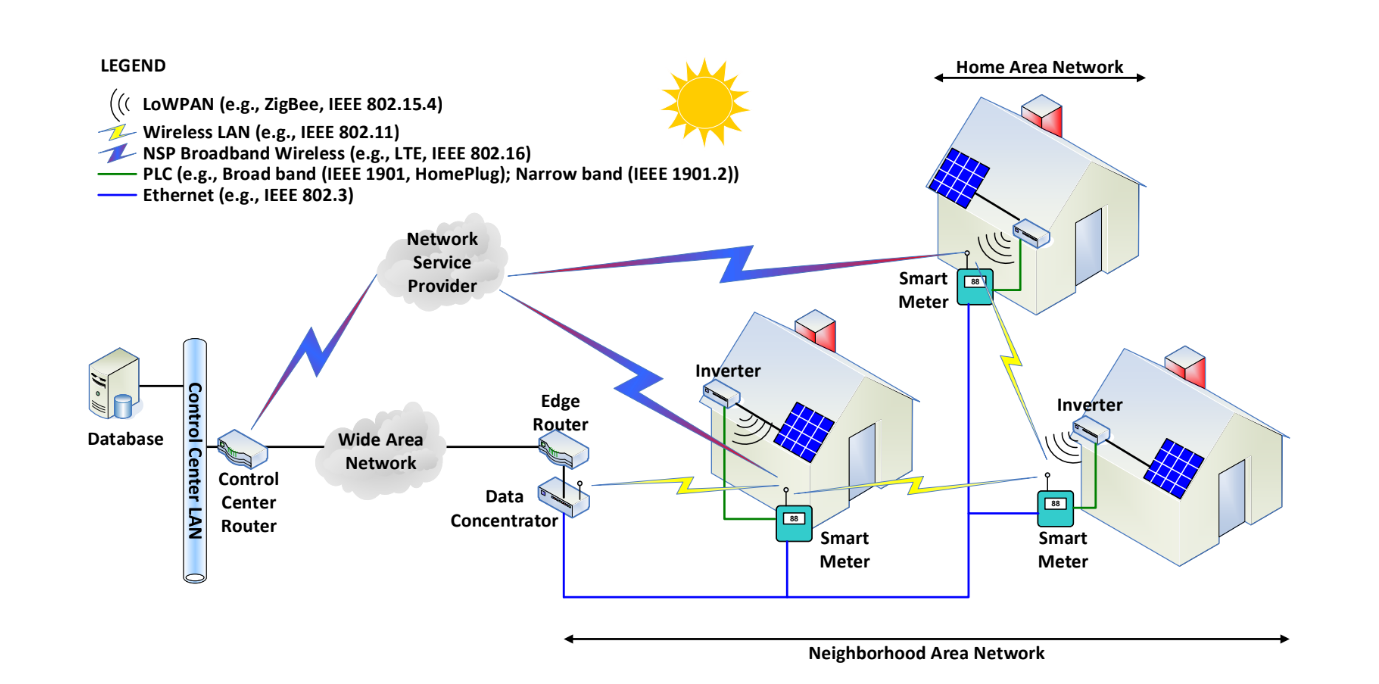 LEGEND
LoWPAN (e.g., ZigBee, IEEE 802.15.4)
Wireless LAN (e.g., IEEE 802.11)
NSP Broadband Wireless (e.g., LTE, IEEE 802.16)
PLC (e.g., Broad band (IEEE 1901, HomePlug); Narrow band (IEEE 1901.2))
Ethernet (e.g., IEEE 802.3)
Home Area Network
Network
Service
Provider
Smart
Meter
88
Inverter
Edge
Router
Inverter
Database
Control Center LAN
Wide Area
Network
Control
Center
Router
Data
Concentrator
88
Smart
Meter
88
Smart
Meter
Neighborhood Area Network